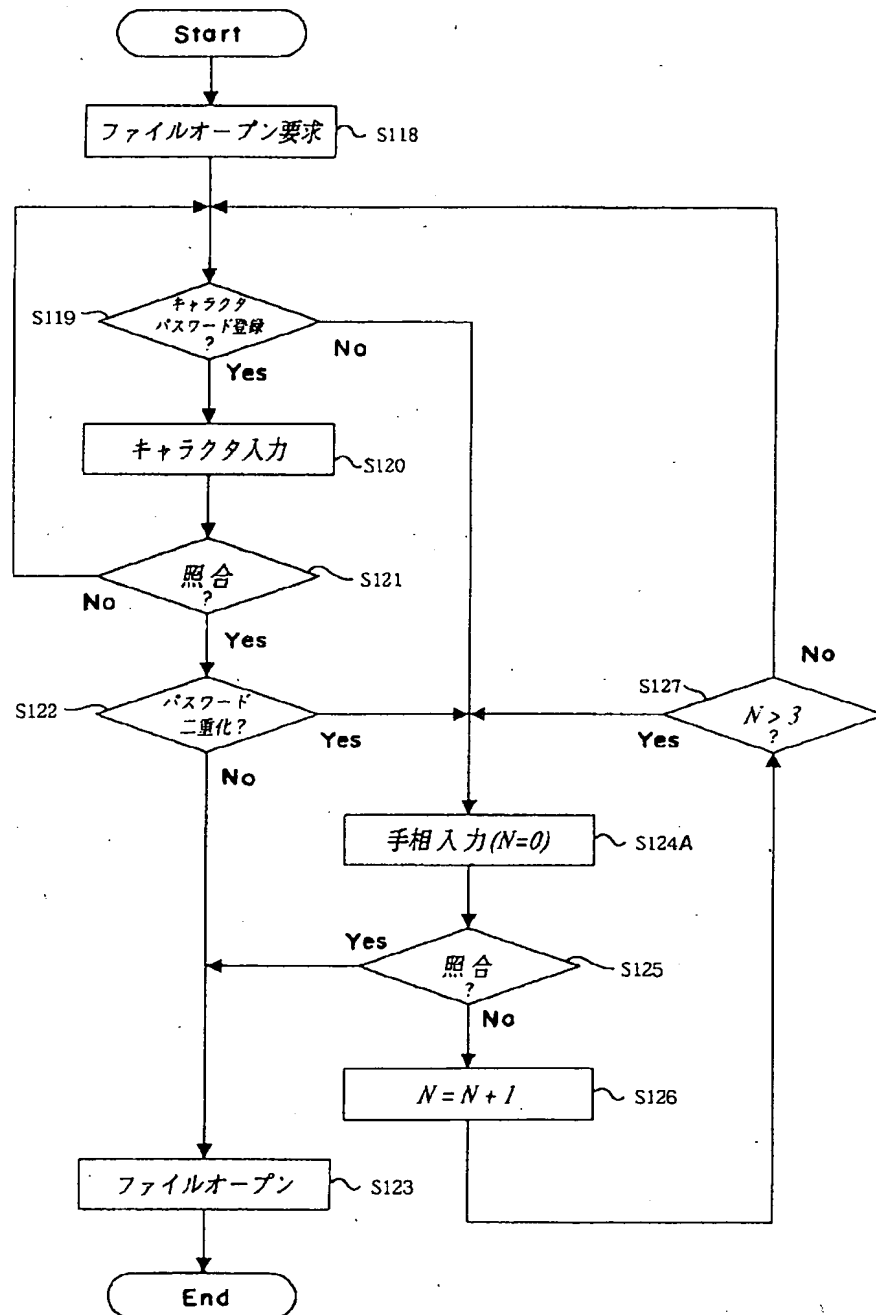 Start
ファイルオープン要求
S118
キャラクタ
パスワード登録
?
S119
No
Yes
キャラクタ入力
S120
照合
?
S121
No
Yes
パスワード
二重化?
S122
Yes
No
N > 3
?
S127
No
Yes
手相入力(N=0)
S124A
照合
?
S125
Yes
No
N = N + 1
S126
ファイルオープン
S123
End